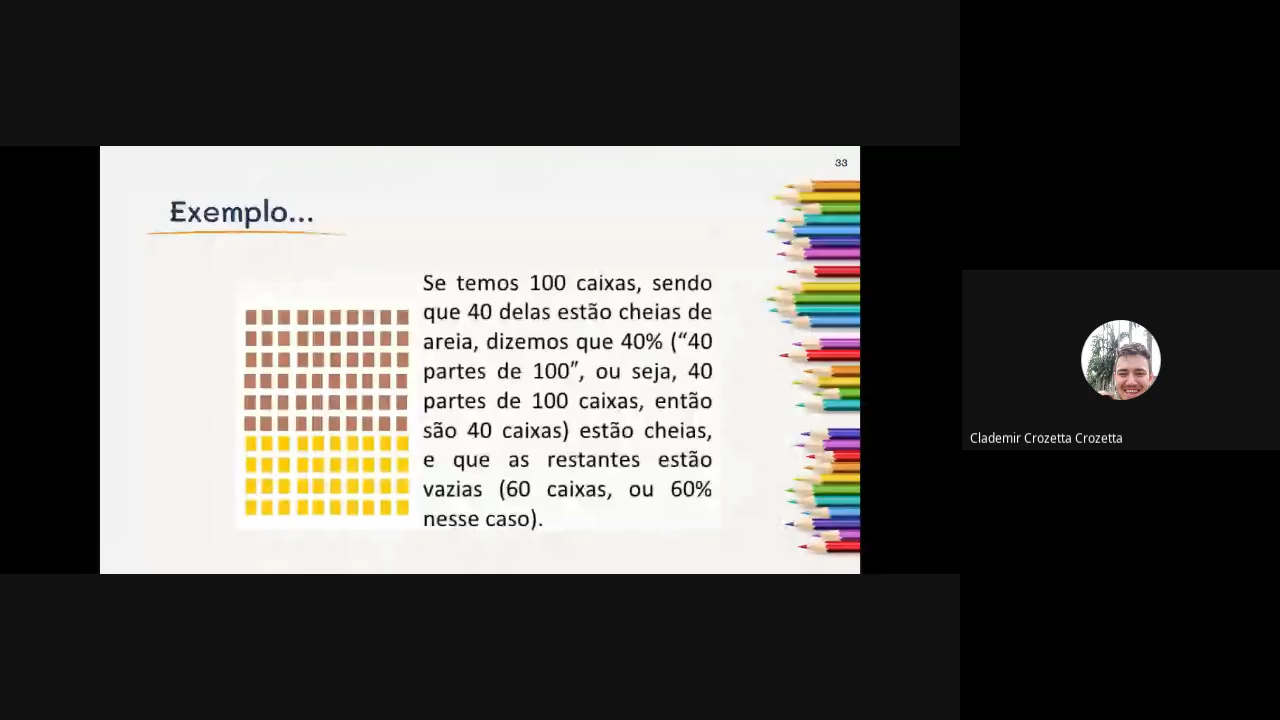 33
Exemplo...
Se temos 100 caixas, sendo
que 40 delas estão cheias de
areia, dizemos que 40% (“40
partes de 100”, ou seja, 40
partes de 100 caixas, então
são 40 caixas) estão cheias,
e que as restantes estão
vazias (60 caixas, ou 60%
nesse caso).
Clademir Crozetta Crozetta